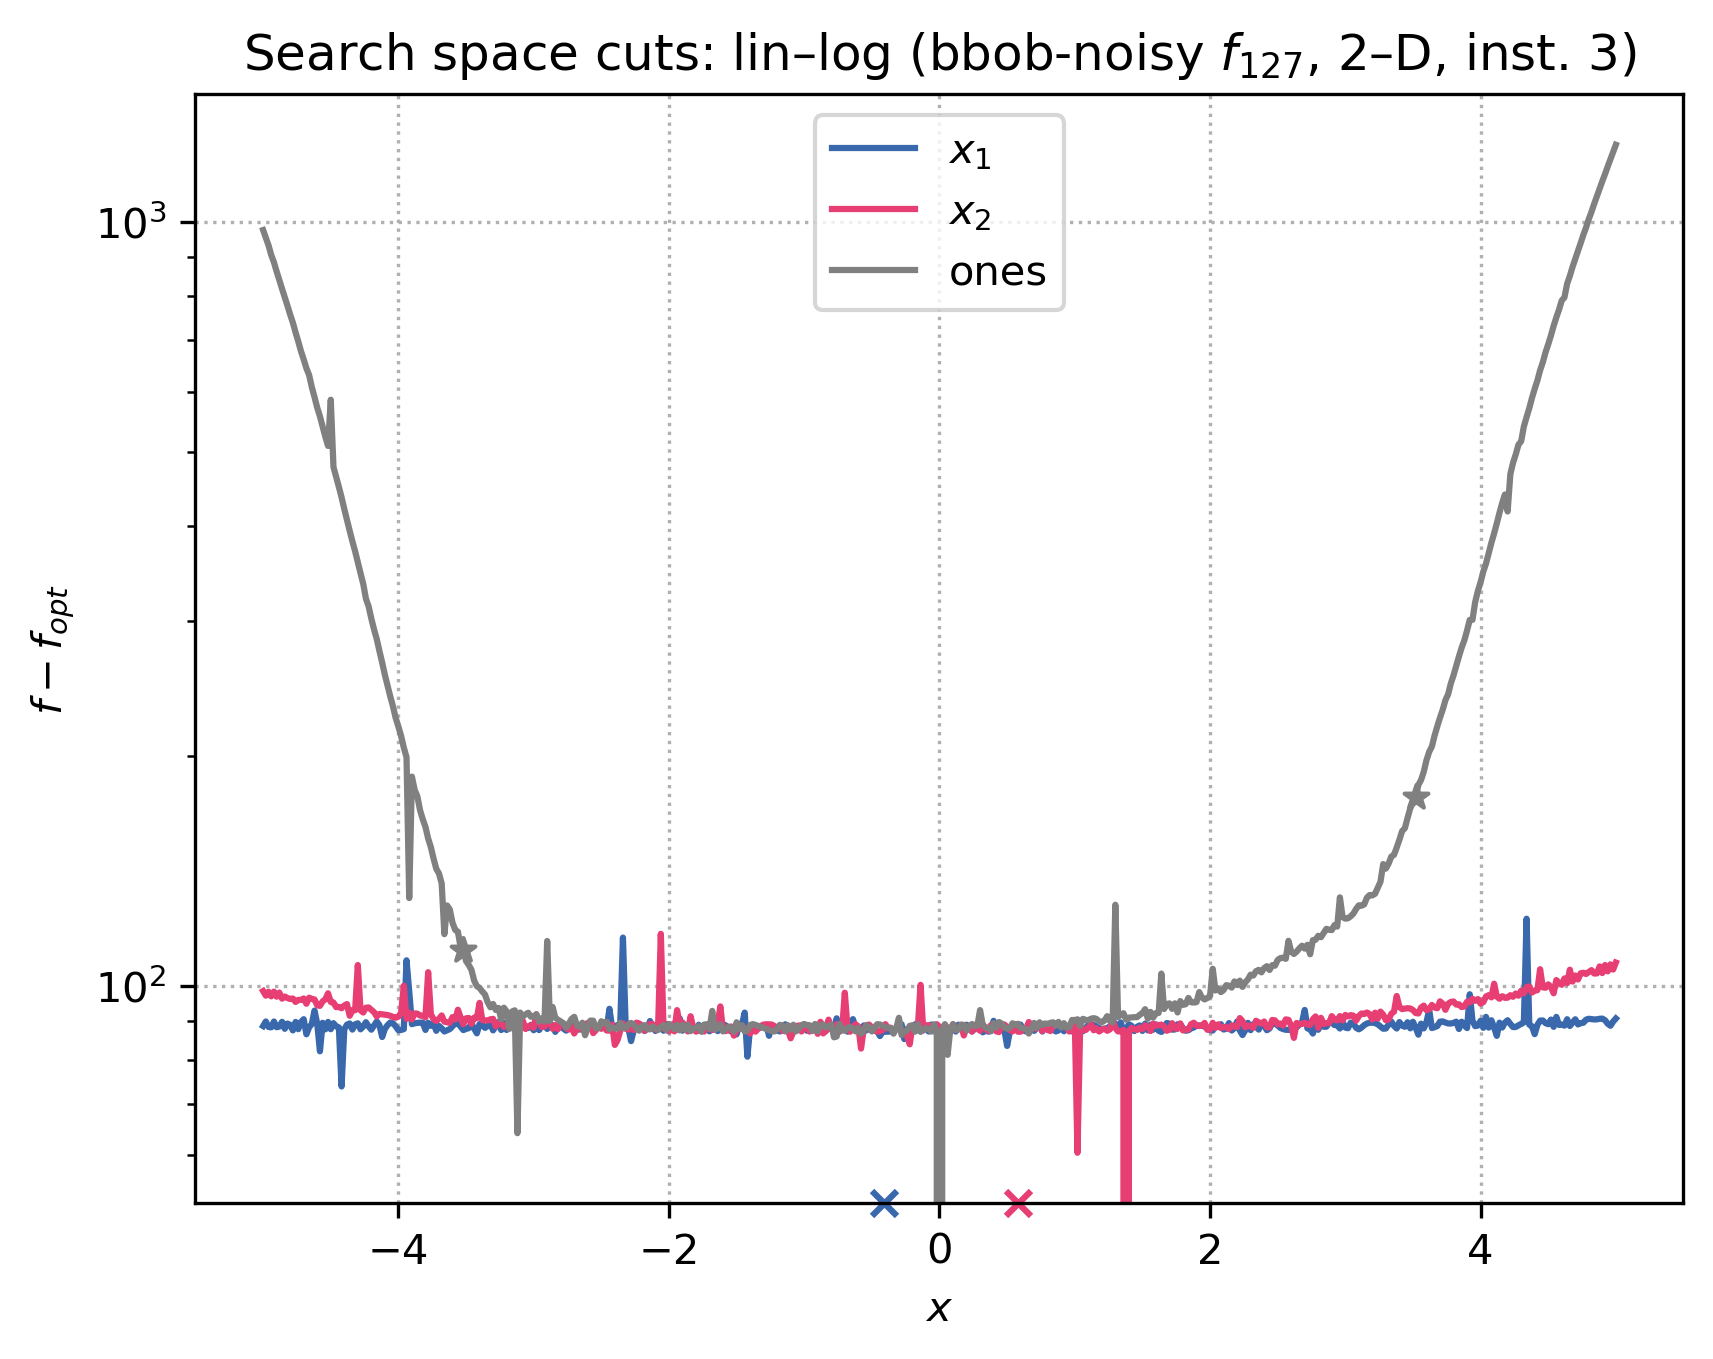 Search space cuts: lin–log (bbob-noisy f₁₂₇, 2–D, inst. 3)
x₁
x₂
ones
10³
10²
f − fₒₚₜ
−4 −2 0 2 4
x